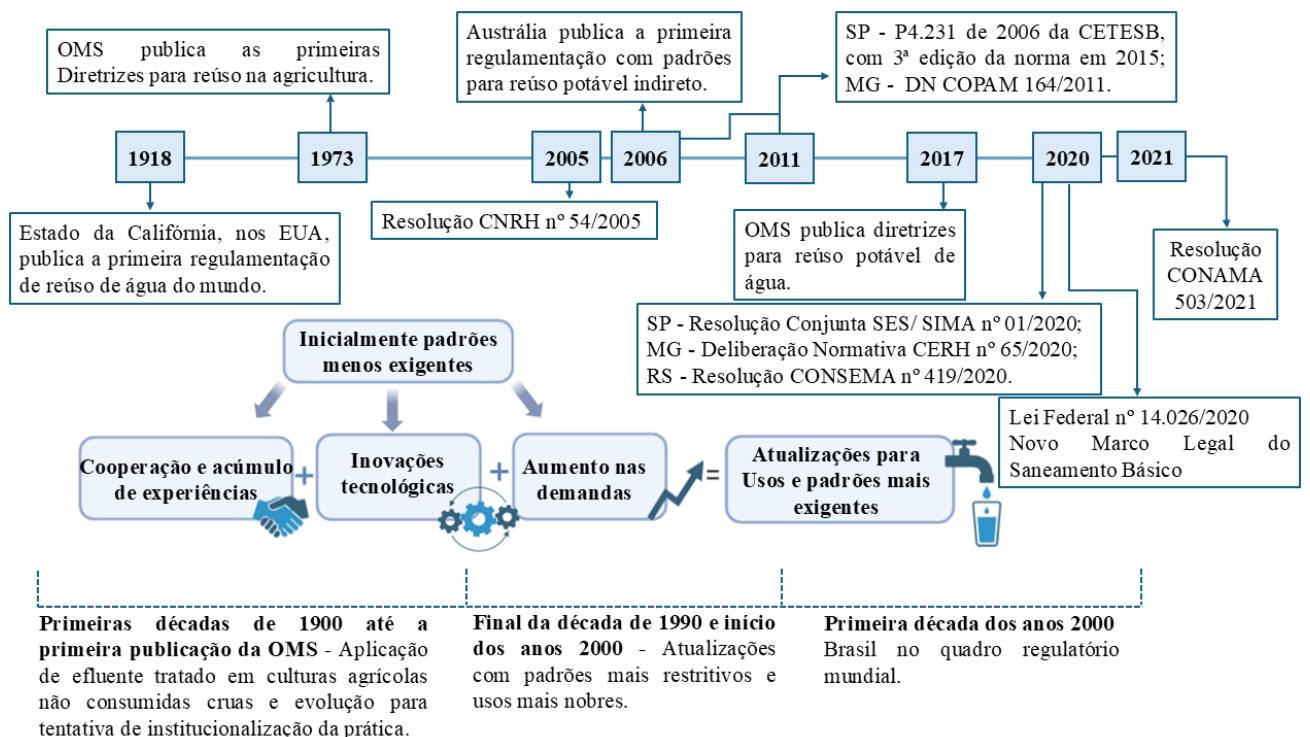 OMS publica as primeiras
Diretrizes para reúso na agricultura.
Austrália publica a primeira
regulamentação com padrões
para reúso potável indireto.
SP - P4.231 de 2006 da CETESB,
com 3ª edição da norma em 2015;
MG - DN COPAM 164/2011.
1918
1973
2005
2006
2011
2017
2020
2021
Estado da Califórnia, nos EUA,
publica a primeira regulamentação
de reúso de água do mundo.
Resolução CNRH nº 54/2005
OMS publica diretrizes
para reúso potável de
água.
Resolução
CONAMA
503/2021
SP - Resolução Conjunta SES/ SIMA nº 01/2020;
MG - Deliberação Normativa CERH nº 65/2020;
RS - Resolução CONSEMA nº 419/2020.
Lei Federal nº 14.026/2020
Novo Marco Legal do
Saneamento Básico
Inicialmente padrões
menos exigentes
Cooperação e acúmulo
de experiências
+
Inovações
tecnológicas
+
Aumento nas
demandas
=
Atualizações para
Usos e padrões mais
exigentes
Primeiras décadas de 1900 até a
primeira publicação da OMS - Aplicação
de efluente tratado em culturas agrícolas
não consumidas cruas e evolução para
tentativa de institucionalização da prática.
Final da década de 1990 e início
dos anos 2000 - Atualizações
com padrões mais restritivos e
usos mais nobres.
Primeira década dos anos 2000
Brasil no quadro regulatório
mundial.